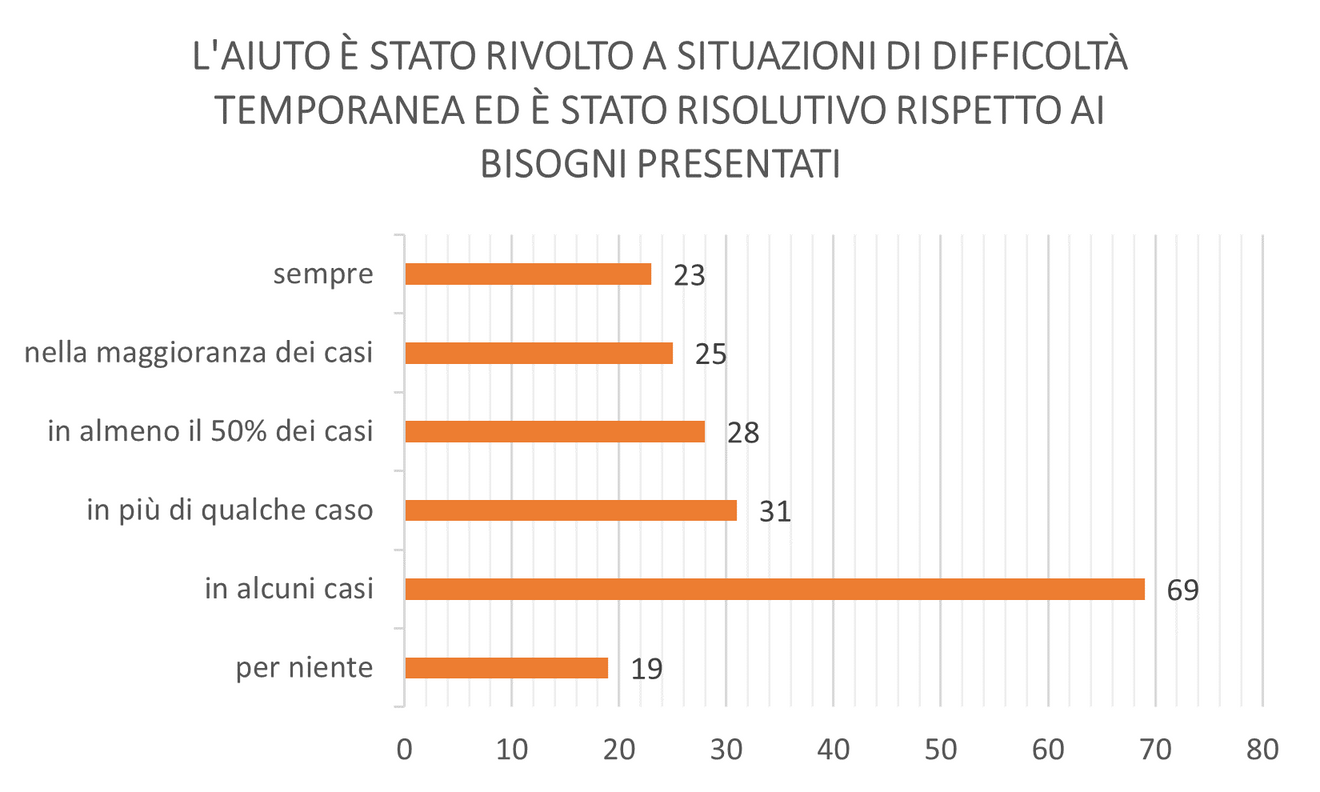 L'AIUTO È STATO RIVOLTO A SITUAZIONI DI DIFFICOLTÀ
TEMPORANEA ED È STATO RISOLUTIVO RISPETTO AI
BISOGNI PRESENTATI
sempre 23
nella maggioranza dei casi 25
in almeno il 50% dei casi 28
in più di qualche caso 31
in alcuni casi 69
per niente 19
0 10 20 30 40 50 60 70 80